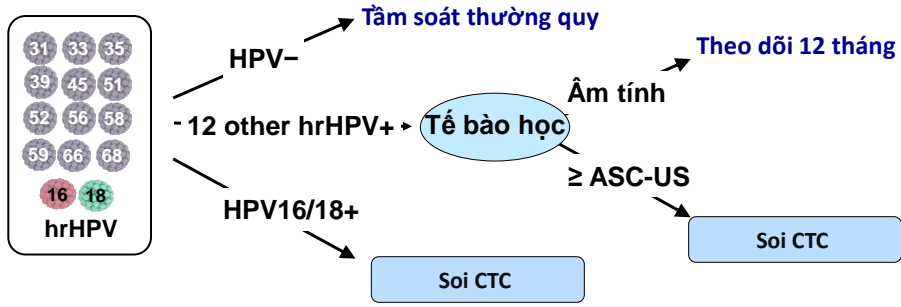 31 33 35
39 45 51
52 56 58
59 66 68
16 18
hrHPV
HPV−
Tầm soát thường quy
12 other hrHPV+
Tế bào học
Âm tính
Theo dõi 12 tháng
≥ ASC-US
Soi CTC
HPV16/18+
Soi CTC